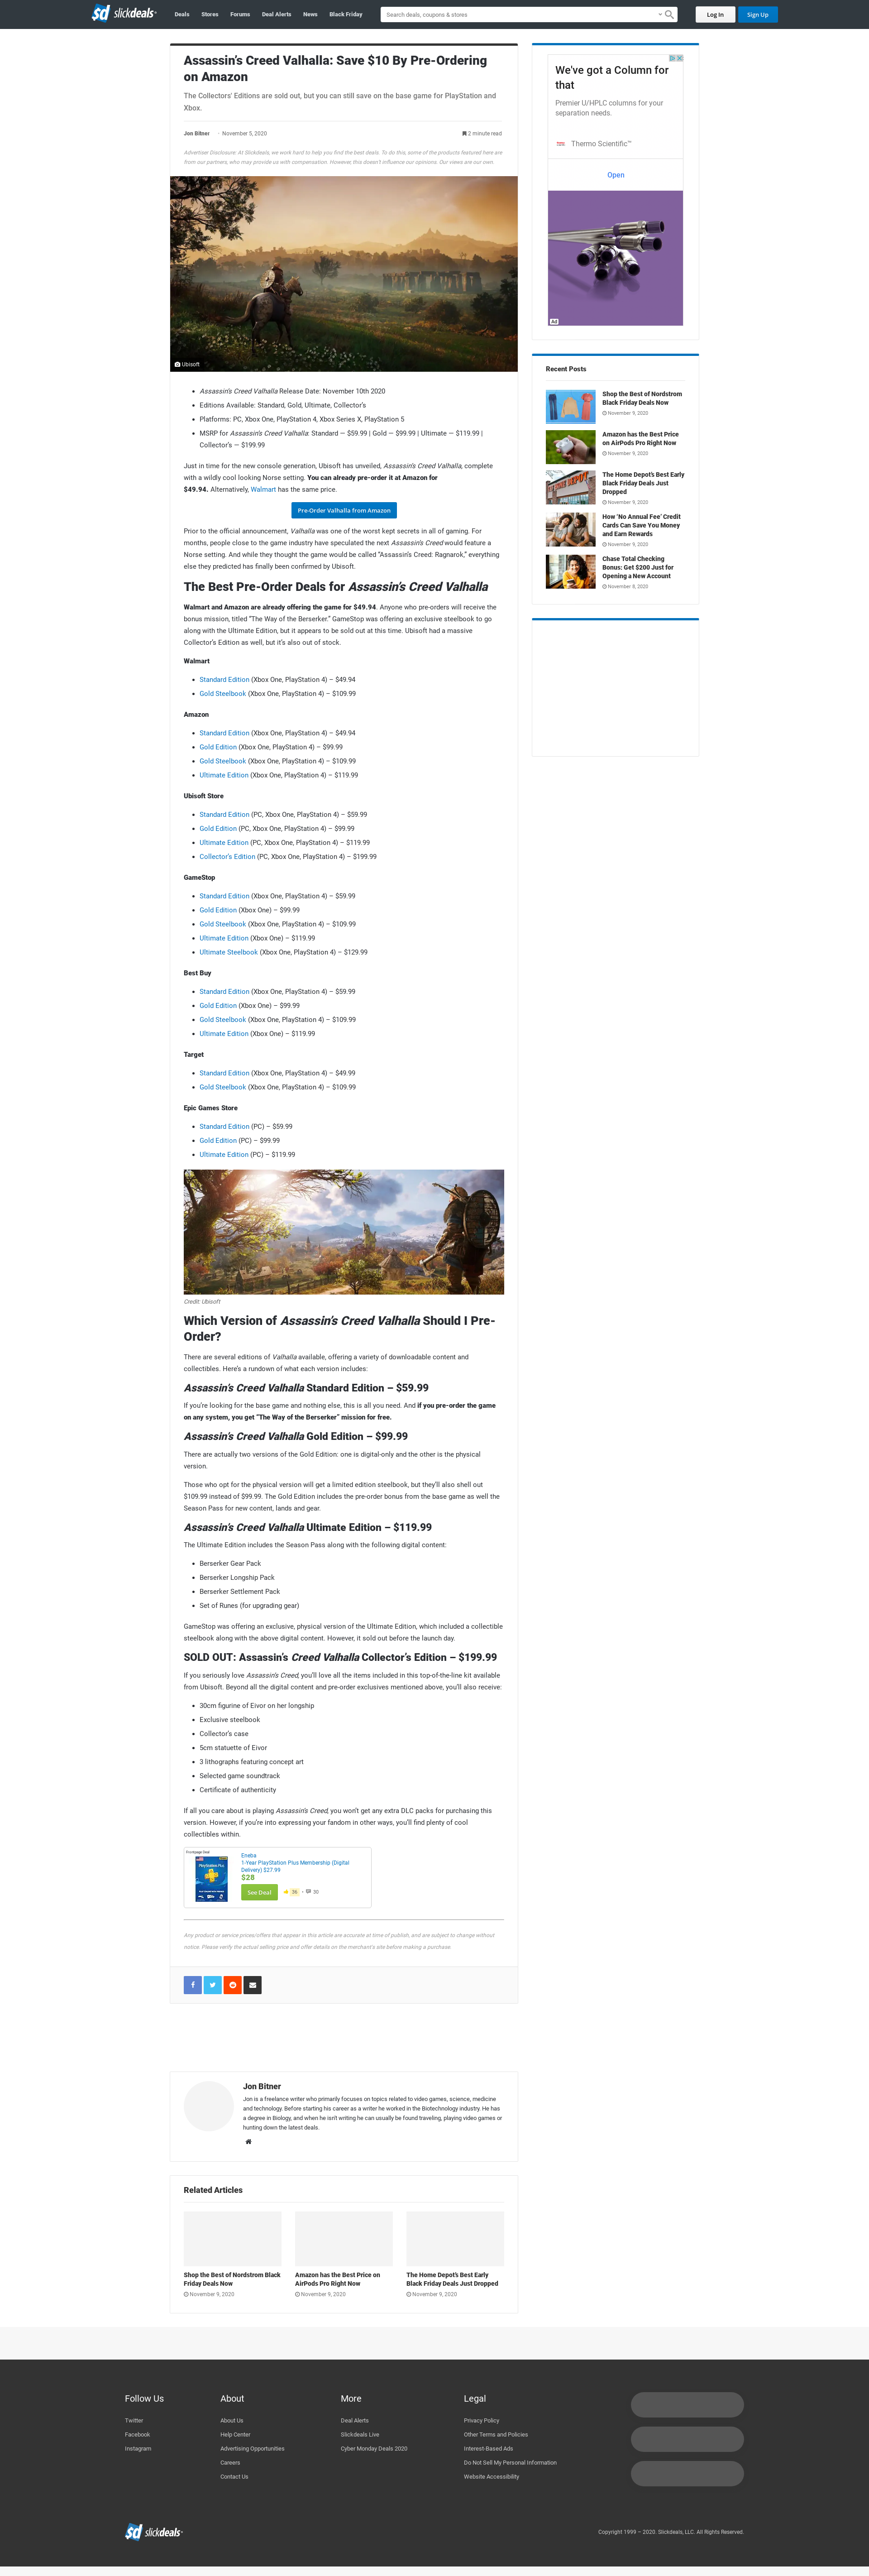 sd slickdeals
Deals Stores Forums Deal Alerts News Black Friday
Search deals, coupons & stores
Log In Sign Up
Assassin's Creed Valhalla: Save $10 By Pre-Ordering
on Amazon
The Collectors' Editions are sold out, but you can still save on the base game for PlayStation and
Xbox.
Jon Bitner · November 5, 2020 2 minute read
Advertiser Disclosure: At Slickdeals, we work hard to help you find the best deals. To do this, some of the products featured here are
from our partners, who may provide us with compensation. However, this doesn't influence our opinions. Our views are our own.
Ubisoft
Assassin's Creed Valhalla Release Date: November 10th 2020
Editions Available: Standard, Gold, Ultimate, Collector's
Platforms: PC, Xbox One, PlayStation 4, Xbox Series X, PlayStation 5
MSRP for Assassin's Creed Valhalla: Standard — $59.99 | Gold — $99.99 | Ultimate — $119.99 |
Collector's — $199.99
Just in time for the next console generation, Ubisoft has unveiled, Assassin's Creed Valhalla, complete
with a wildly cool looking Norse setting. You can already pre-order it at Amazon for
$49.94. Alternatively, Walmart has the same price.
Pre-Order Valhalla from Amazon
Prior to the official announcement, Valhalla was one of the worst kept secrets in all of gaming. For
months, people close to the game industry have speculated the next Assassin's Creed would feature a
Norse setting. And while they thought the game would be called "Assassin's Creed: Ragnarok," everything
else they predicted has finally been confirmed by Ubisoft.
The Best Pre-Order Deals for Assassin's Creed Valhalla
Walmart and Amazon are already offering the game for $49.94. Anyone who pre-orders will receive the
bonus mission, titled "The Way of the Berserker." GameStop was offering an exclusive steelbook to go
along with the Ultimate Edition, but it appears to be sold out at this time. Ubisoft had a massive
Collector's Edition as well, but it's also out of stock.
Walmart
Standard Edition (Xbox One, PlayStation 4) – $49.94
Gold Steelbook (Xbox One, PlayStation 4) – $109.99
Amazon
Standard Edition (Xbox One, PlayStation 4) – $49.94
Gold Edition (Xbox One, PlayStation 4) – $99.99
Gold Steelbook (Xbox One, PlayStation 4) – $109.99
Ultimate Edition (Xbox One, PlayStation 4) – $119.99
Ubisoft Store
Standard Edition (PC, Xbox One, PlayStation 4) – $59.99
Gold Edition (PC, Xbox One, PlayStation 4) – $99.99
Ultimate Edition (PC, Xbox One, PlayStation 4) – $119.99
Collector's Edition (PC, Xbox One, PlayStation 4) – $199.99
GameStop
Standard Edition (Xbox One, PlayStation 4) – $59.99
Gold Edition (Xbox One) – $99.99
Gold Steelbook (Xbox One, PlayStation 4) – $109.99
Ultimate Edition (Xbox One) – $119.99
Ultimate Steelbook (Xbox One, PlayStation 4) – $129.99
Best Buy
Standard Edition (Xbox One, PlayStation 4) – $59.99
Gold Edition (Xbox One) – $99.99
Gold Steelbook (Xbox One, PlayStation 4) – $109.99
Ultimate Edition (Xbox One) – $119.99
Target
Standard Edition (Xbox One, PlayStation 4) – $49.99
Gold Steelbook (Xbox One, PlayStation 4) – $109.99
Epic Games Store
Standard Edition (PC) – $59.99
Gold Edition (PC) – $99.99
Ultimate Edition (PC) – $119.99
Credit: Ubisoft
Which Version of Assassin's Creed Valhalla Should I Pre-
Order?
There are several editions of Valhalla available, offering a variety of downloadable content and
collectibles. Here's a rundown of what each version includes:
Assassin's Creed Valhalla Standard Edition – $59.99
If you're looking for the base game and nothing else, this is all you need. And if you pre-order the game
on any system, you get "The Way of the Berserker" mission for free.
Assassin's Creed Valhalla Gold Edition – $99.99
There are actually two versions of the Gold Edition: one is digital-only and the other is the physical
version.
Those who opt for the physical version will get a limited edition steelbook, but they'll also shell out
$109.99 instead of $99.99. The Gold Edition includes the pre-order bonus from the base game as well the
Season Pass for new content, lands and gear.
Assassin's Creed Valhalla Ultimate Edition – $119.99
The Ultimate Edition includes the Season Pass along with the following digital content:
Berserker Gear Pack
Berserker Longship Pack
Berserker Settlement Pack
Set of Runes (for upgrading gear)
GameStop was offering an exclusive, physical version of the Ultimate Edition, which included a collectible
steelbook along with the above digital content. However, it sold out before the launch day.
SOLD OUT: Assassin's Creed Valhalla Collector's Edition – $199.99
If you seriously love Assassin's Creed, you'll love all the items included in this top-of-the-line kit available
from Ubisoft. Beyond all the digital content and pre-order exclusives mentioned above, you'll also receive:
30cm figurine of Eivor on her longship
Exclusive steelbook
Collector's case
5cm statuette of Eivor
3 lithographs featuring concept art
Selected game soundtrack
Certificate of authenticity
If all you care about is playing Assassin's Creed, you won't get any extra DLC packs for purchasing this
version. However, if you're into expressing your fandom in other ways, you'll find plenty of cool
collectibles within.
Frontpage Deal
Eneba
1-Year PlayStation Plus Membership (Digital
Delivery) $27.99
$28
See Deal 36 • 30
Any product or service prices/offers that appear in this article are accurate at time of publish, and are subject to change without
notice. Please verify the actual selling price and offer details on the merchant's site before making a purchase.
Jon Bitner
Jon is a freelance writer who primarily focuses on topics related to video games, science, medicine
and technology. Before starting his career as a writer he worked in the Biotechnology industry. He has
a degree in Biology, and when he isn't writing he can usually be found traveling, playing video games or
hunting down the latest deals.
Related Articles
Shop the Best of Nordstrom Black
Friday Deals Now
November 9, 2020
Amazon has the Best Price on
AirPods Pro Right Now
November 9, 2020
The Home Depot's Best Early
Black Friday Deals Just Dropped
November 9, 2020
We've got a Column for
that
Premier U/HPLC columns for your
separation needs.
Thermo Scientific™
Open
Ad
Recent Posts
Shop the Best of Nordstrom
Black Friday Deals Now
November 9, 2020
Amazon has the Best Price
on AirPods Pro Right Now
November 9, 2020
The Home Depot's Best Early
Black Friday Deals Just
Dropped
November 9, 2020
How 'No Annual Fee' Credit
Cards Can Save You Money
and Earn Rewards
November 9, 2020
Chase Total Checking
Bonus: Get $200 Just for
Opening a New Account
November 8, 2020
Follow Us
Twitter
Facebook
Instagram
About
About Us
Help Center
Advertising Opportunities
Careers
Contact Us
More
Deal Alerts
Slickdeals Live
Cyber Monday Deals 2020
Legal
Privacy Policy
Other Terms and Policies
Interest-Based Ads
Do Not Sell My Personal Information
Website Accessibility
sd slickdeals
Copyright 1999 – 2020. Slickdeals, LLC. All Rights Reserved.